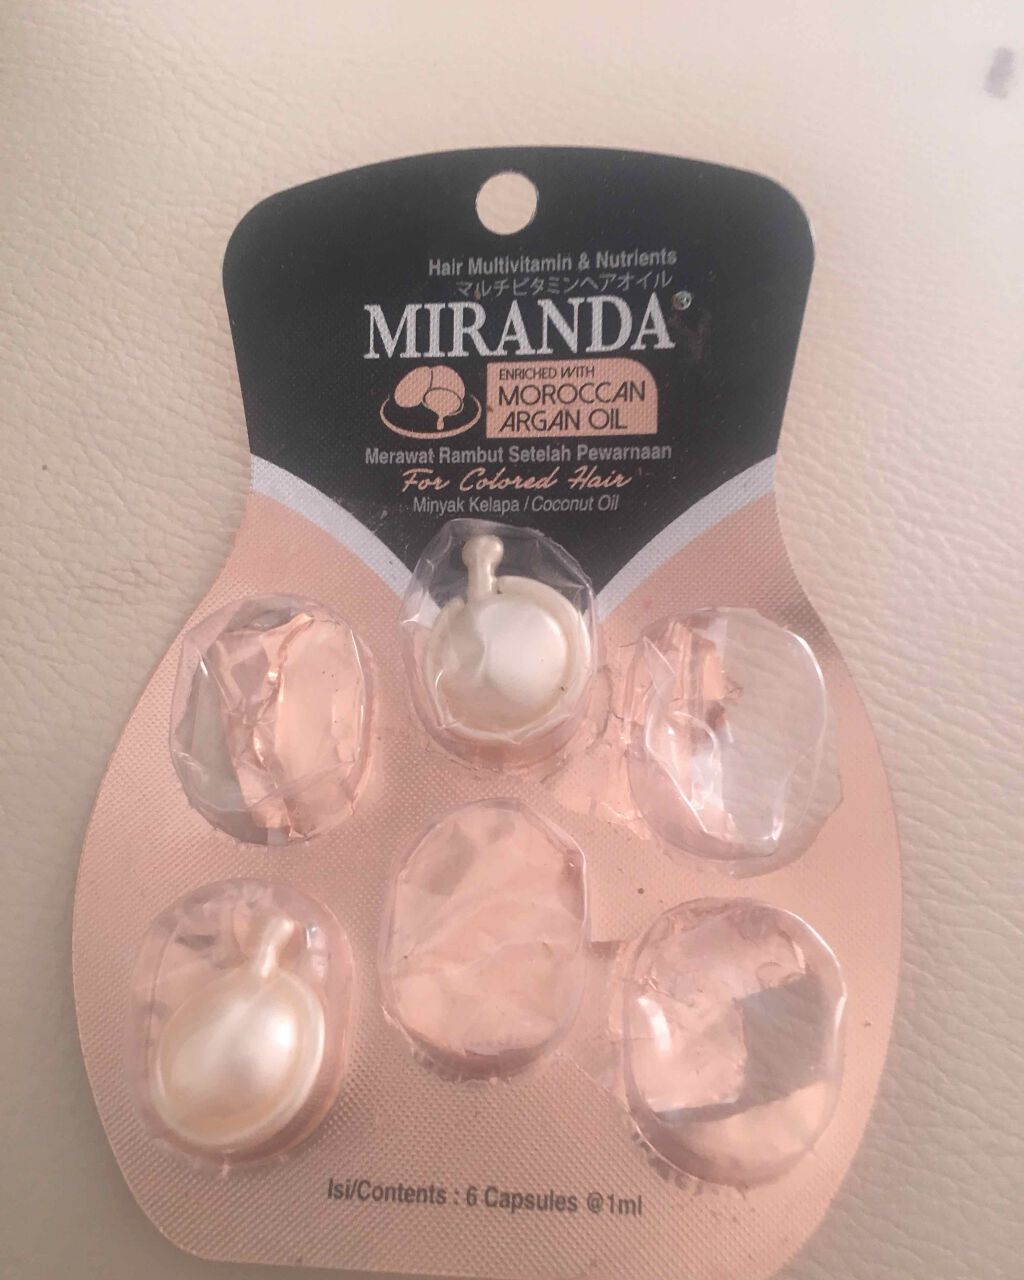 Hair Multivitamin & Nutrients
マルチビタミンヘアオイル
MIRANDA®
ENRICHED WITH
MOROCCAN
ARGAN OIL
Merawat Rambut Setelah Pewarnaan
For Colored Hair
Minyak Kelapa / Coconut Oil
Isi/Contents : 6 Capsules @1ml